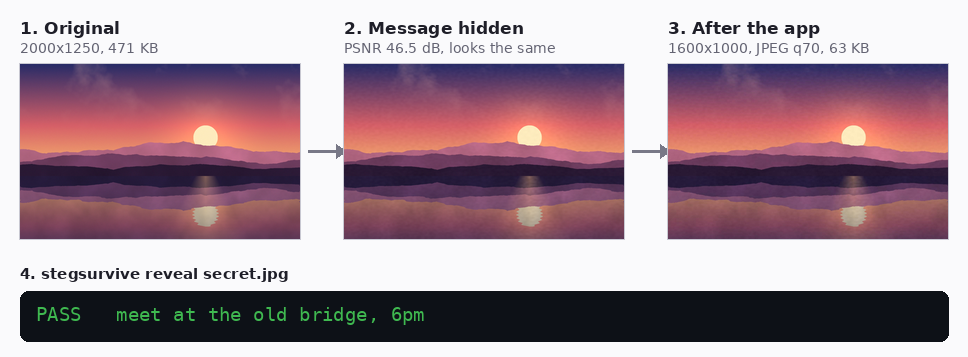 1. Original
2000x1250, 471 KB
2. Message hidden
PSNR 46.5 dB, looks the same
3. After the app
1600x1000, JPEG q70, 63 KB
4. stegsurvive reveal secret.jpg
PASS   meet at the old bridge, 6pm